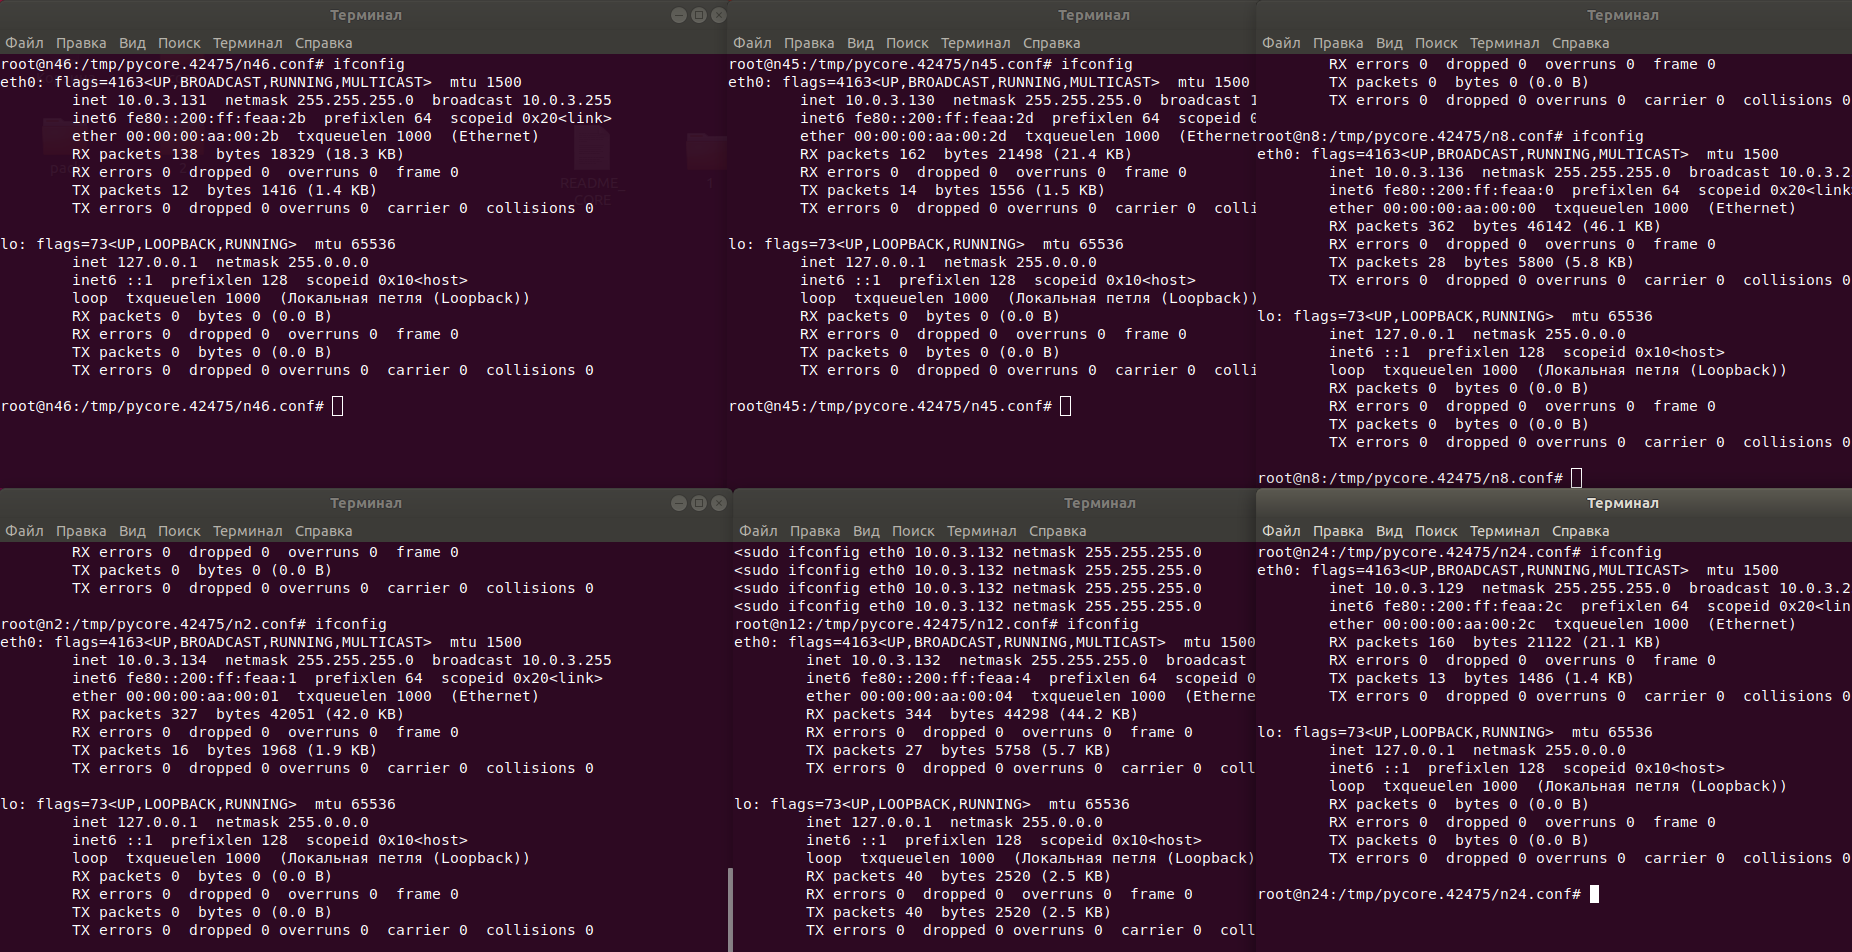 Терминал
Файл Правка Вид Поиск Терминал Справка
root@n46:/tmp/pycore.42475/n46.conf# ifconfig
eth0: flags=4163<UP,BROADCAST,RUNNING,MULTICAST>  mtu 1500
        inet 10.0.3.131  netmask 255.255.255.0  broadcast 10.0.3.255
        inet6 fe80::200:ff:feaa:2b  prefixlen 64  scopeid 0x20<link>
        ether 00:00:00:aa:00:2b  txqueuelen 1000  (Ethernet)
        RX packets 138  bytes 18329 (18.3 KB)
        RX errors 0  dropped 0  overruns 0  frame 0
        TX packets 12  bytes 1416 (1.4 KB)
        TX errors 0  dropped 0 overruns 0  carrier 0  collisions 0
lo: flags=73<UP,LOOPBACK,RUNNING>  mtu 65536
        inet 127.0.0.1  netmask 255.0.0.0
        inet6 ::1  prefixlen 128  scopeid 0x10<host>
        loop  txqueuelen 1000  (Локальная петля (Loopback))
        RX packets 0  bytes 0 (0.0 B)
        RX errors 0  dropped 0  overruns 0  frame 0
        TX packets 0  bytes 0 (0.0 B)
        TX errors 0  dropped 0 overruns 0  carrier 0  collisions 0
root@n46:/tmp/pycore.42475/n46.conf#
README_
CORE
Терминал
Файл Правка Вид Поиск Терминал Справка
root@n45:/tmp/pycore.42475/n45.conf# ifconfig
eth0: flags=4163<UP,BROADCAST,RUNNING,MULTICAST>  mtu 1500
        inet 10.0.3.130  netmask 255.255.255.0  broadcast 1
        inet6 fe80::200:ff:feaa:2d  prefixlen 64  scopeid 0
        ether 00:00:00:aa:00:2d  txqueuelen 1000  (Ethernet
        RX packets 162  bytes 21498 (21.4 KB)
        RX errors 0  dropped 0  overruns 0  frame 0
        TX packets 14  bytes 1556 (1.5 KB)
        TX errors 0  dropped 0 overruns 0  carrier 0  colli
lo: flags=73<UP,LOOPBACK,RUNNING>  mtu 65536
        inet 127.0.0.1  netmask 255.0.0.0
        inet6 ::1  prefixlen 128  scopeid 0x10<host>
        loop  txqueuelen 1000  (Локальная петля (Loopback))
        RX packets 0  bytes 0 (0.0 B)
        RX errors 0  dropped 0  overruns 0  frame 0
        TX packets 0  bytes 0 (0.0 B)
        TX errors 0  dropped 0 overruns 0  carrier 0  colli
root@n45:/tmp/pycore.42475/n45.conf#
Терминал
Файл Правка Вид Поиск Терминал Справка
        RX errors 0  dropped 0  overruns 0  frame 0
        TX packets 0  bytes 0 (0.0 B)
        TX errors 0  dropped 0 overruns 0  carrier 0  collisions 0
root@n8:/tmp/pycore.42475/n8.conf# ifconfig
eth0: flags=4163<UP,BROADCAST,RUNNING,MULTICAST>  mtu 1500
        inet 10.0.3.136  netmask 255.255.255.0  broadcast 10.0.3.2
        inet6 fe80::200:ff:feaa:0  prefixlen 64  scopeid 0x20<link
        ether 00:00:00:aa:00:00  txqueuelen 1000  (Ethernet)
        RX packets 362  bytes 46142 (46.1 KB)
        RX errors 0  dropped 0  overruns 0  frame 0
        TX packets 28  bytes 5800 (5.8 KB)
        TX errors 0  dropped 0 overruns 0  carrier 0  collisions 0
lo: flags=73<UP,LOOPBACK,RUNNING>  mtu 65536
        inet 127.0.0.1  netmask 255.0.0.0
        inet6 ::1  prefixlen 128  scopeid 0x10<host>
        loop  txqueuelen 1000  (Локальная петля (Loopback))
        RX packets 0  bytes 0 (0.0 B)
        RX errors 0  dropped 0  overruns 0  frame 0
        TX packets 0  bytes 0 (0.0 B)
        TX errors 0  dropped 0 overruns 0  carrier 0  collisions 0
root@n8:/tmp/pycore.42475/n8.conf#
Терминал
Файл Правка Вид Поиск Терминал Справка
        RX errors 0  dropped 0  overruns 0  frame 0
        TX packets 0  bytes 0 (0.0 B)
        TX errors 0  dropped 0 overruns 0  carrier 0  collisions 0
root@n2:/tmp/pycore.42475/n2.conf# ifconfig
eth0: flags=4163<UP,BROADCAST,RUNNING,MULTICAST>  mtu 1500
        inet 10.0.3.134  netmask 255.255.255.0  broadcast 10.0.3.255
        inet6 fe80::200:ff:feaa:1  prefixlen 64  scopeid 0x20<link>
        ether 00:00:00:aa:00:01  txqueuelen 1000  (Ethernet)
        RX packets 327  bytes 42051 (42.0 KB)
        RX errors 0  dropped 0  overruns 0  frame 0
        TX packets 16  bytes 1968 (1.9 KB)
        TX errors 0  dropped 0 overruns 0  carrier 0  collisions 0
lo: flags=73<UP,LOOPBACK,RUNNING>  mtu 65536
        inet 127.0.0.1  netmask 255.0.0.0
        inet6 ::1  prefixlen 128  scopeid 0x10<host>
        loop  txqueuelen 1000  (Локальная петля (Loopback))
        RX packets 0  bytes 0 (0.0 B)
        RX errors 0  dropped 0  overruns 0  frame 0
        TX packets 0  bytes 0 (0.0 B)
        TX errors 0  dropped 0 overruns 0  carrier 0  collisions 0
Терминал
Файл Правка Вид Поиск Терминал Справка
<sudo ifconfig eth0 10.0.3.132 netmask 255.255.255.0
<sudo ifconfig eth0 10.0.3.132 netmask 255.255.255.0
<sudo ifconfig eth0 10.0.3.132 netmask 255.255.255.0
<sudo ifconfig eth0 10.0.3.132 netmask 255.255.255.0
root@n12:/tmp/pycore.42475/n12.conf# ifconfig
eth0: flags=4163<UP,BROADCAST,RUNNING,MULTICAST>  mtu 1500
        inet 10.0.3.132  netmask 255.255.255.0  broadcast
        inet6 fe80::200:ff:feaa:4  prefixlen 64  scopeid 0
        ether 00:00:00:aa:00:04  txqueuelen 1000  (Etherne
        RX packets 344  bytes 44298 (44.2 KB)
        RX errors 0  dropped 0  overruns 0  frame 0
        TX packets 27  bytes 5758 (5.7 KB)
        TX errors 0  dropped 0 overruns 0  carrier 0  coll
lo: flags=73<UP,LOOPBACK,RUNNING>  mtu 65536
        inet 127.0.0.1  netmask 255.0.0.0
        inet6 ::1  prefixlen 128  scopeid 0x10<host>
        loop  txqueuelen 1000  (Локальная петля (Loopback)
        RX packets 40  bytes 2520 (2.5 KB)
        RX errors 0  dropped 0  overruns 0  frame 0
        TX packets 40  bytes 2520 (2.5 KB)
        TX errors 0  dropped 0 overruns 0  carrier 0  coll
Терминал
Файл Правка Вид Поиск Терминал Справка
root@n24:/tmp/pycore.42475/n24.conf# ifconfig
eth0: flags=4163<UP,BROADCAST,RUNNING,MULTICAST>  mtu 1500
        inet 10.0.3.129  netmask 255.255.255.0  broadcast 10.0.3.2
        inet6 fe80::200:ff:feaa:2c  prefixlen 64  scopeid 0x20<lin
        ether 00:00:00:aa:00:2c  txqueuelen 1000  (Ethernet)
        RX packets 160  bytes 21122 (21.1 KB)
        RX errors 0  dropped 0  overruns 0  frame 0
        TX packets 13  bytes 1486 (1.4 KB)
        TX errors 0  dropped 0 overruns 0  carrier 0  collisions 0
lo: flags=73<UP,LOOPBACK,RUNNING>  mtu 65536
        inet 127.0.0.1  netmask 255.0.0.0
        inet6 ::1  prefixlen 128  scopeid 0x10<host>
        loop  txqueuelen 1000  (Локальная петля (Loopback))
        RX packets 0  bytes 0 (0.0 B)
        RX errors 0  dropped 0  overruns 0  frame 0
        TX packets 0  bytes 0 (0.0 B)
        TX errors 0  dropped 0 overruns 0  carrier 0  collisions 0
root@n24:/tmp/pycore.42475/n24.conf#